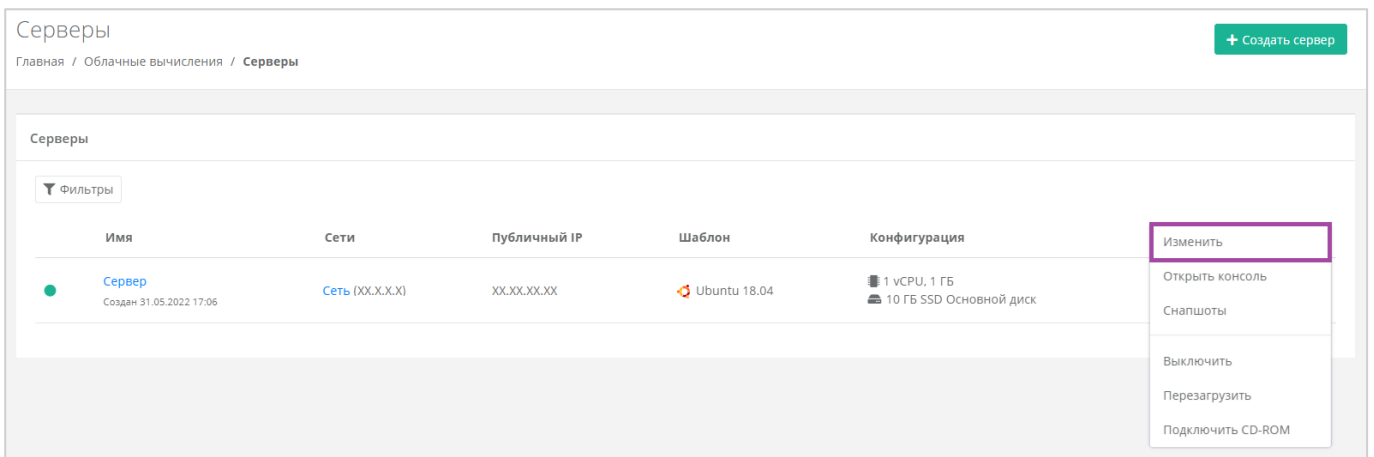 Серверы
+ Создать сервер
Главная / Облачные вычисления / Серверы
Серверы
Фильтры
Имя Сети Публичный IP Шаблон Конфигурация
Сервер
Создан 31.05.2022 17:06
Сеть (XX.X.X.X)
XX.XX.XX.XX
Ubuntu 18.04
1 vCPU, 1 ГБ
10 ГБ SSD Основной диск
Изменить
Открыть консоль
Снапшоты
Выключить
Перезагрузить
Подключить CD-ROM